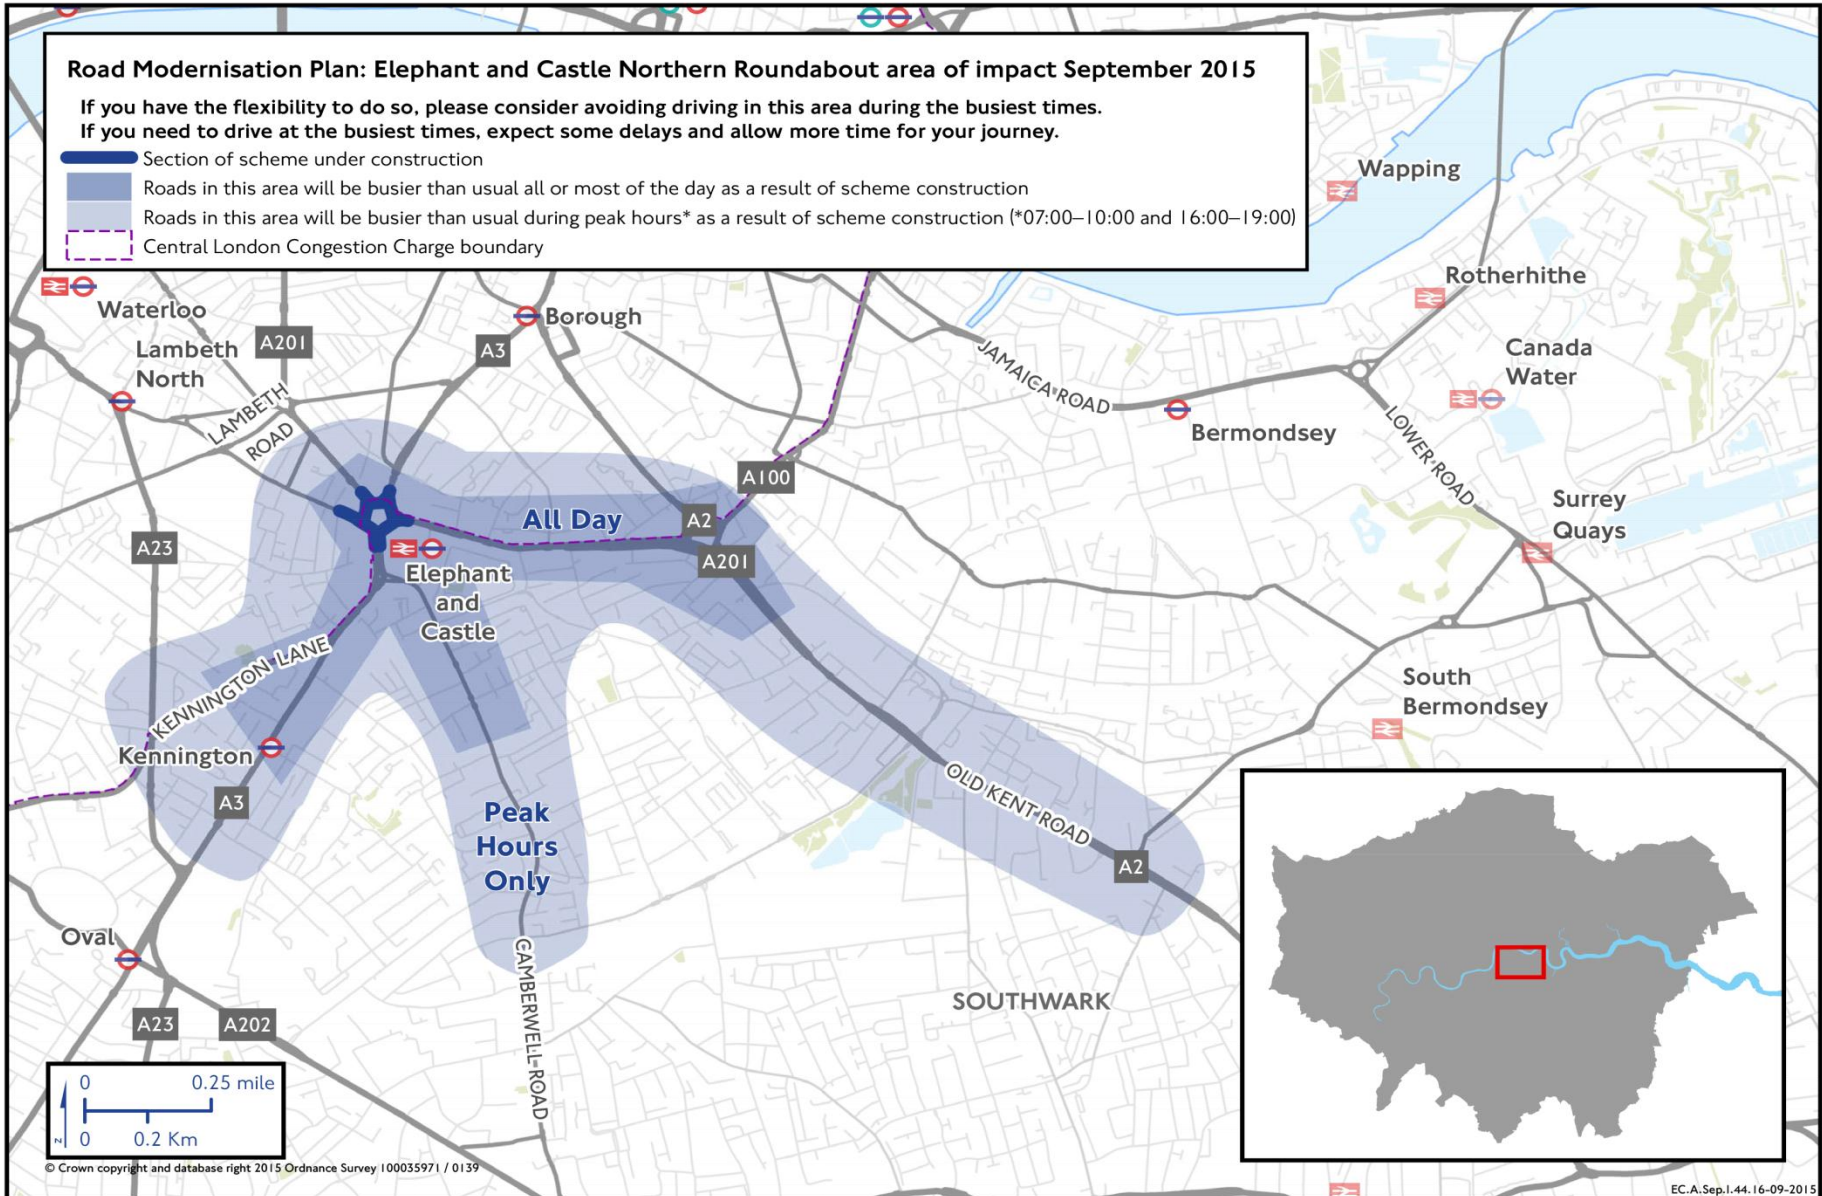 Road Modernisation Plan: Elephant and Castle Northern Roundabout area of impact September 2015
If you have the flexibility to do so, please consider avoiding driving in this area during the busiest times.
If you need to drive at the busiest times, expect some delays and allow more time for your journey.
Section of scheme under construction
Roads in this area will be busier than usual all or most of the day as a result of scheme construction
Roads in this area will be busier than usual during peak hours* as a result of scheme construction (*07:00–10:00 and 16:00–19:00)
Central London Congestion Charge boundary
Wapping
Rotherhithe
Waterloo
Borough
A201
Lambeth
North
A3
Canada
Water
JAMAICA ROAD
LAMBETH
ROAD
Bermondsey
LOWER ROAD
A100
Surrey
Quays
All Day
A2
A23
A201
Elephant
and
Castle
KENNINGTON LANE
South
Bermondsey
Kennington
A3
Peak
Hours
Only
OLD KENT ROAD
A2
Oval
CAMBERWELL ROAD
SOUTHWARK
A23
A202
0
0.25 mile
0
0.2 Km
N
© Crown copyright and database right 2015 Ordnance Survey 100035971 / 0139
EC.A.Sep.1.44.16-09-2015